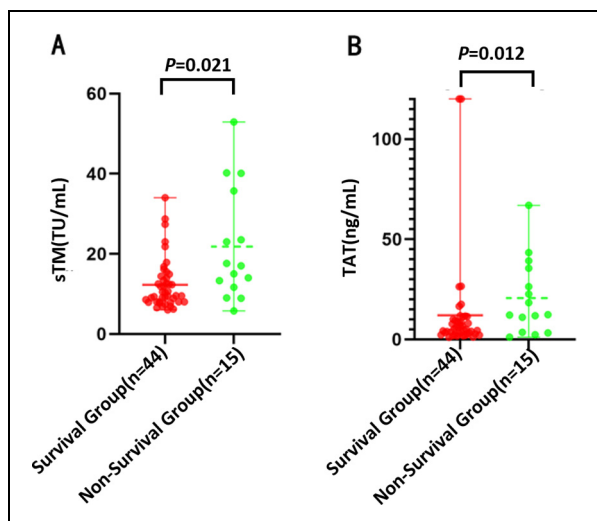 A
P=0.021
sTM(TU/mL)
60
40
20
0
Survival Group(n=44)
Non-Survival Group(n=15)
B
P=0.012
TAT(ng/mL)
100
50
0
Survival Group(n=44)
Non-Survival Group(n=15)